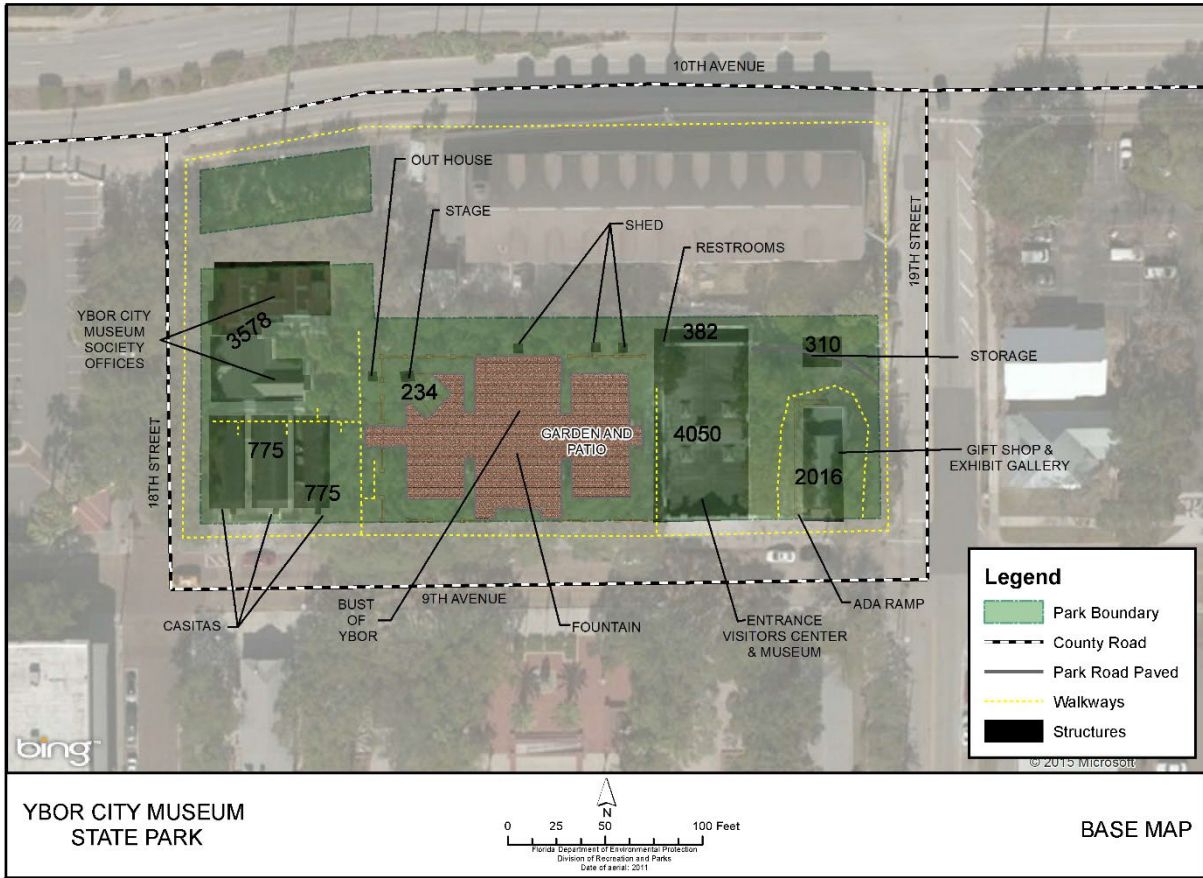 10TH AVENUE
OUT HOUSE
STAGE
SHED
RESTROOMS
19TH STREET
YBOR CITY
MUSEUM
SOCIETY
OFFICES
3578
382
310
STORAGE
234
GARDEN AND
PATIO
4050
GIFT SHOP &
EXHIBIT GALLERY
18TH STREET
775
775
2016
9TH AVENUE
CASITAS
BUST
OF
YBOR
FOUNTAIN
ENTRANCE
VISITORS CENTER
& MUSEUM
ADA RAMP
Legend
Park Boundary
County Road
Park Road Paved
Walkways
Structures
bing™
© 2015 Microsoft
YBOR CITY MUSEUM
STATE PARK
N
0 25 50 100 Feet
Florida Department of Environmental Protection
Division of Recreation and Parks
Date of aerial: 2011
BASE MAP